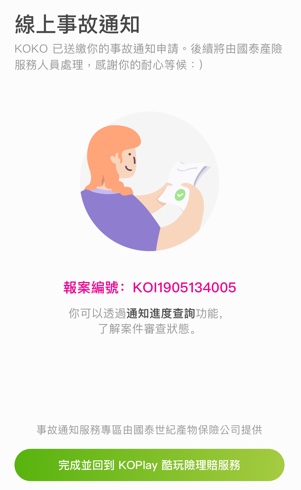 線上事故通知
KOKO 已送繳你的事故通知申請。後續將由國泰產險
服務人員處理，感謝你的耐心等候：）
報案編號： KOI1905134005
你可以透過通知進度查詢功能，
了解案件審查狀態。
事故通知服務專區由國泰世紀產物保險公司提供
完成並回到 KOPlay 酷玩險理賠服務